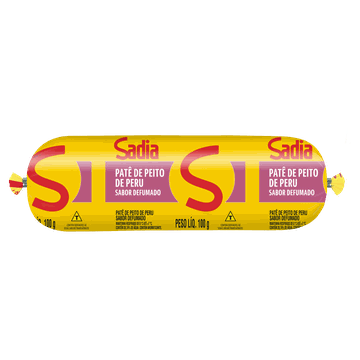 Sadia
PATÊ DE PEITO
DE PERU
SABOR DEFUMADO
Sadia
PATÊ DE PEITO
DE PERU
SABOR DEFUMADO
100 g
T
PATÊ DE PEITO DE PERU
SABOR DEFUMADO
PESO LÍQ. 100 g
T
PATÊ DE PEITO DE PERU
SABOR DEFUMADO